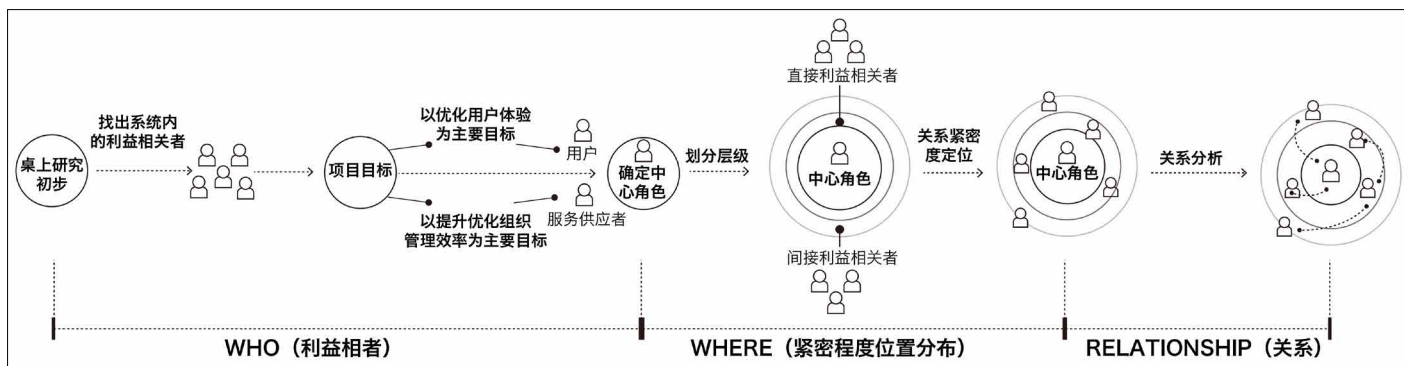 桌上研究
初步
找出系统内
的利益相关者
项目目标
以优化用户体验
为主要目标
用户
以提升优化组织
管理效率为主要目标
服务供应者
确定中
心角色
划分层级
直接利益相关者
中心角色
间接利益相关者
关系紧密
度定位
中心角色
关系分析
WHO（利益相者）
WHERE（紧密程度位置分布）
RELATIONSHIP（关系）